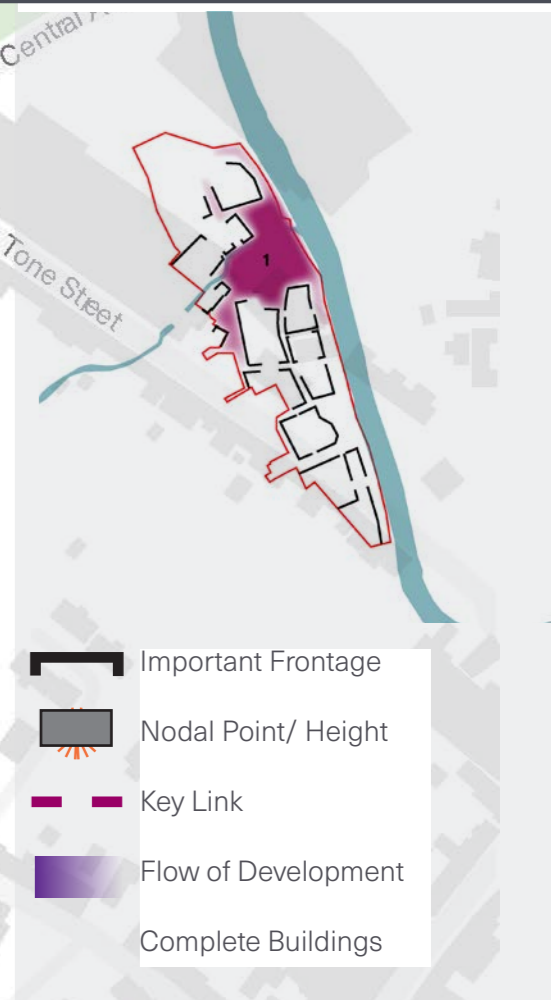 Central
Tone Street
1
Important Frontage
Nodal Point/ Height
Key Link
Flow of Development
Complete Buildings